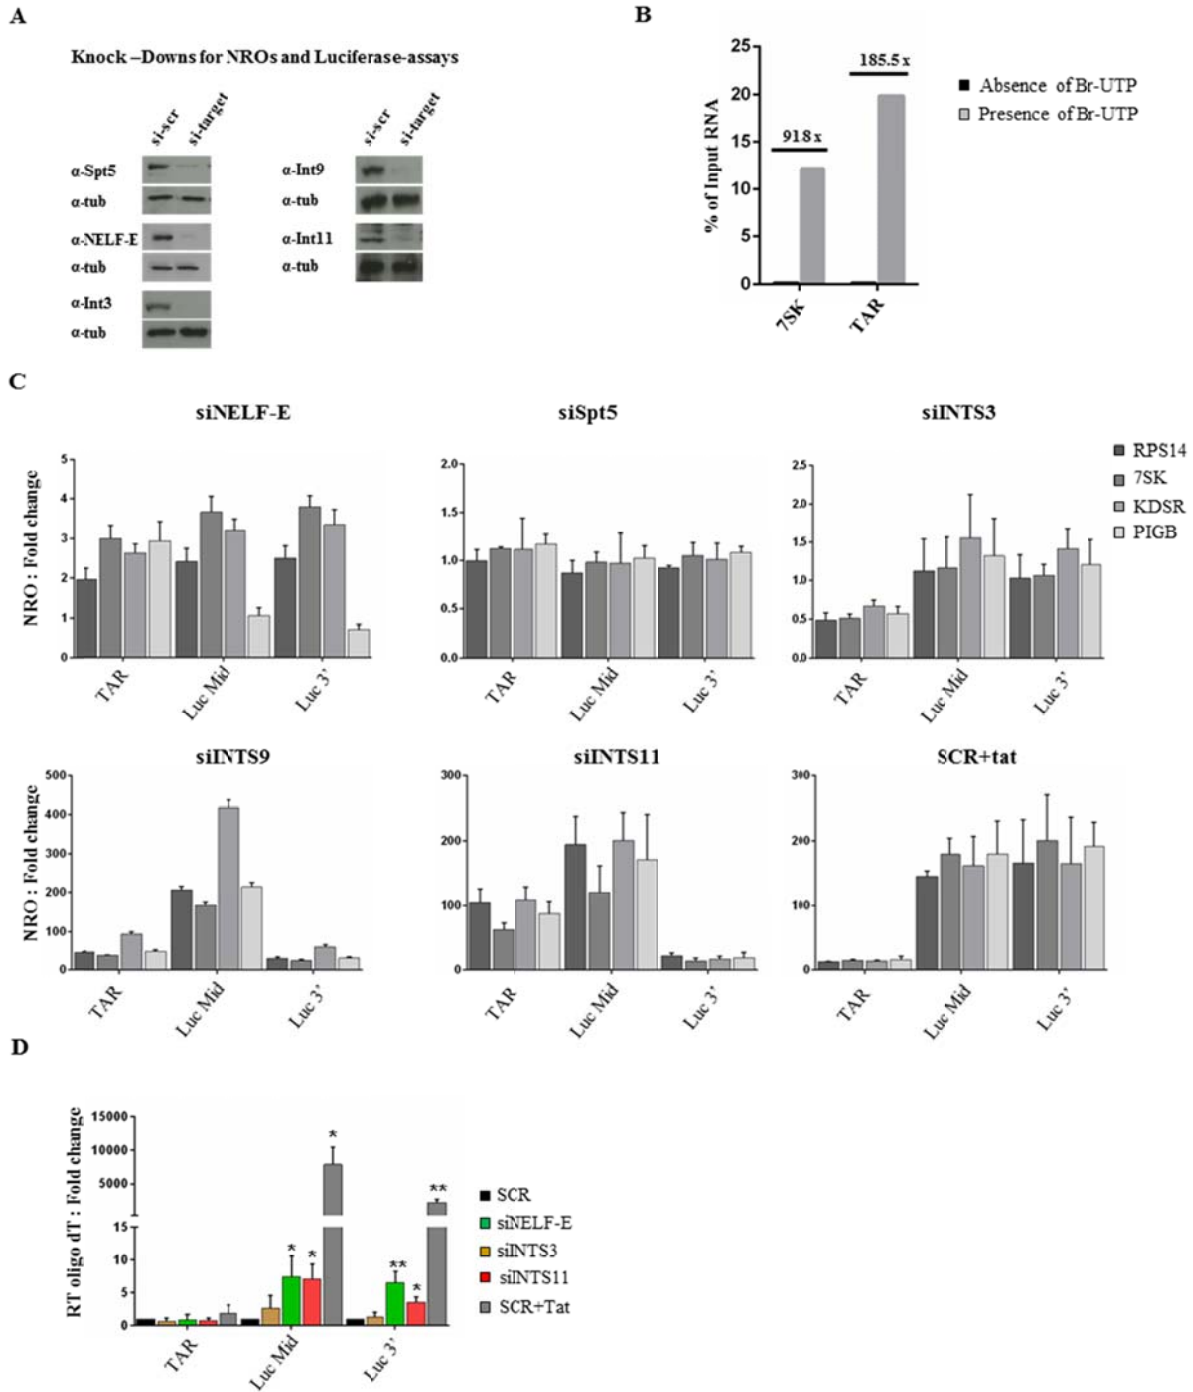 A
Knock –Downs for NROs and Luciferase-assays
si-scr
si-target
α-Spt5
α-tub
α-NELF-E
α-tub
α-Int3
α-tub
si-scr
si-target
α-Int9
α-tub
α-Int11
α-tub
B
% of Input RNA
25
20
15
10
5
0
918 x
185.5 x
7SK
TAR
Absence of Br-UTP
Presence of Br-UTP
C
siNELF-E
NRO : Fold change
5
4
3
2
1
0
TAR
Luc Mid
Luc 3'
siSpt5
2.0
1.5
1.0
0.5
0.0
TAR
Luc Mid
Luc 3'
siINTS3
2.5
2.0
1.5
1.0
0.5
0.0
TAR
Luc Mid
Luc 3'
RPS14
7SK
KDSR
PIGB
siINTS9
NRO : Fold change
500
400
300
200
100
0
TAR
Luc Mid
Luc 3'
siINTS11
300
200
100
0
TAR
Luc Mid
Luc 3'
SCR+tat
300
200
100
0
TAR
Luc Mid
Luc 3'
D
RT oligo dT : Fold change
15000
10000
5000
15
10
5
0
*
*
*
**
*
**
TAR
Luc Mid
Luc 3'
SCR
siNELF-E
siINTS3
siINTS11
SCR+Tat